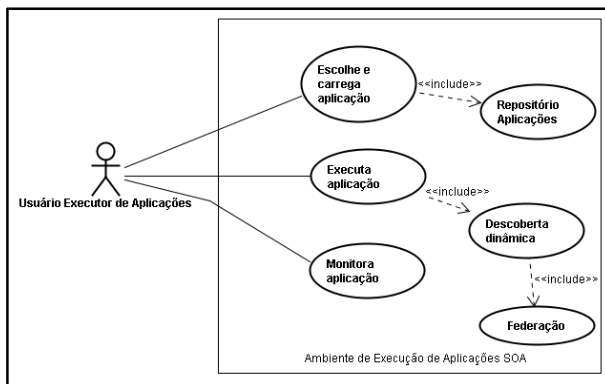 Escolhe e
carrega
aplicação
<<include>>
Repositório
Aplicações
Usuário Executor de Aplicações
Executa
aplicação
<<include>>
Descoberta
dinâmica
Monitora
aplicação
<<include>>
Federação
Ambiente de Execução de Aplicações SOA